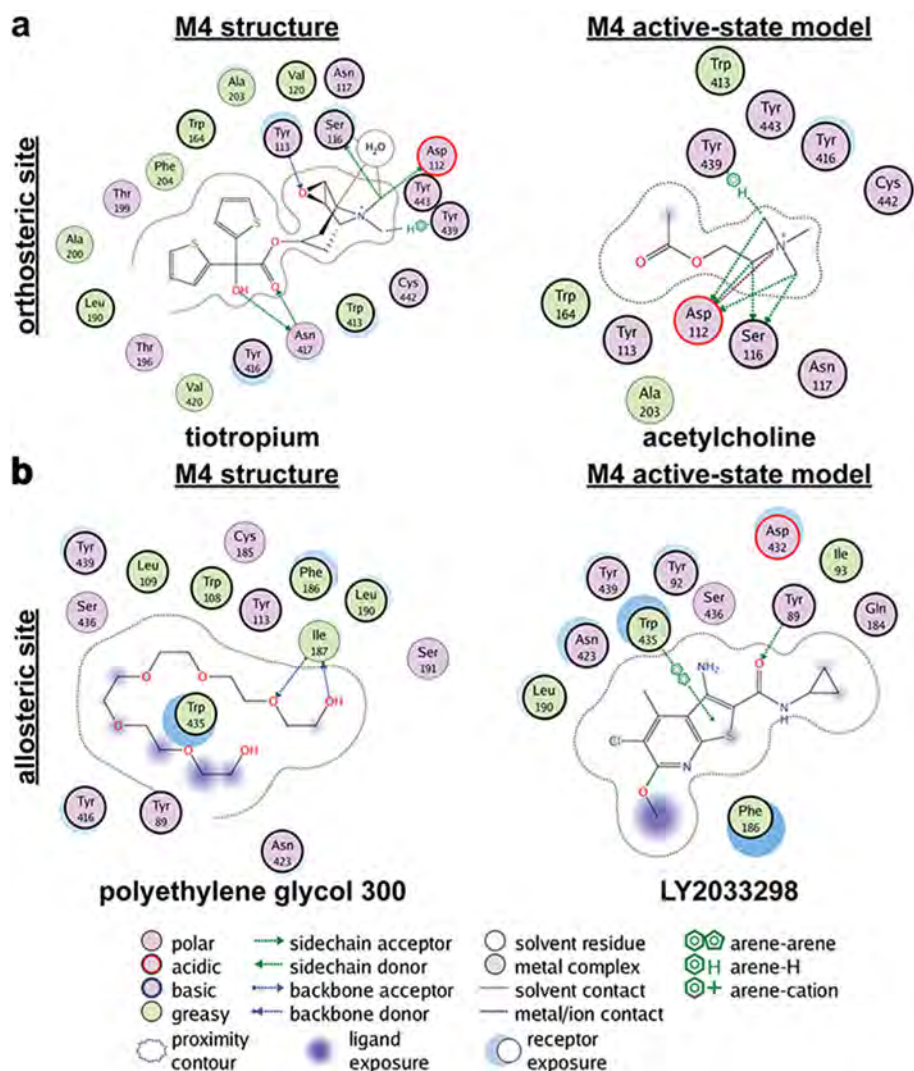 a
M4 structure
M4 active-state model
orthosteric site
Ala
203
Val
120
Asn
117
Trp
164
Tyr
113
Ser
116
H₂O
Asp
112
Phe
204
Tyr
443
Thr
199
Tyr
439
H
Ala
200
Cys
442
Leu
190
Trp
413
Thr
196
Tyr
416
Asn
417
Val
420
S
S
O
O
O
OH
N
tiotropium
Trp
413
Tyr
443
Tyr
439
Tyr
416
H
Cys
442
O
O
N
Trp
164
Asp
112
Tyr
113
Ser
116
Asn
117
Ala
203
acetylcholine
b
M4 structure
M4 active-state model
allosteric site
Tyr
439
Leu
109
Cys
185
Trp
108
Phe
186
Leu
190
Ser
436
Tyr
113
Ile
187
Ser
191
Trp
435
O
O
O
O
O
OH
OH
Tyr
416
Tyr
89
Asn
423
polyethylene glycol 300
Asp
432
Ile
93
Tyr
439
Tyr
92
Ser
436
Tyr
89
Gln
184
Asn
423
Trp
435
Leu
190
NH₂
O
N
H
S
N
Cl
O
Phe
186
LY2033298
polar
acidic
basic
greasy
proximity
contour
sidechain acceptor
sidechain donor
backbone acceptor
backbone donor
ligand
exposure
solvent residue
metal complex
solvent contact
metal/ion contact
receptor
exposure
arene-arene
H arene-H
+ arene-cation